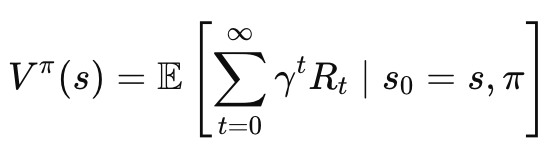 V^π(s) = 𝔼[∑_{t=0}^{∞} γ^t R_t | s_0 = s, π]